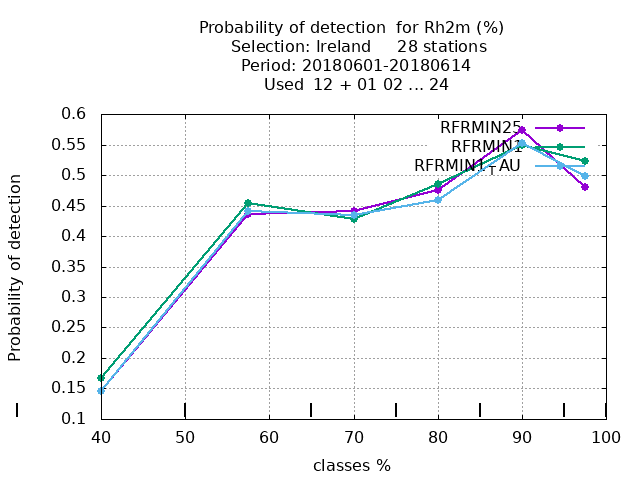 Probability of detection  for Rh2m (%)
Selection: Ireland     28 stations
Period: 20180601-20180614
Used  12 + 01 02 ... 24
RFRMIN25
RFRMIN1
RFRMIN1_TAU
Probability of detection
0.6
0.55
0.5
0.45
0.4
0.35
0.3
0.25
0.2
0.15
0.1
40 50 60 70 80 90 100
classes %